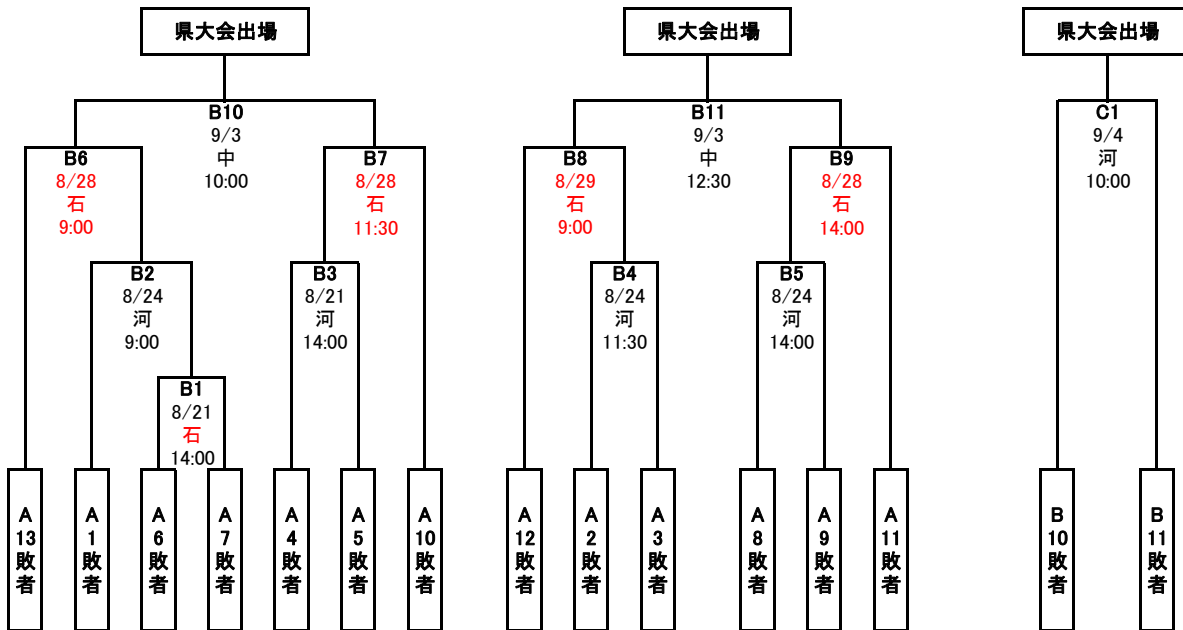 県大会出場
県大会出場
県大会出場
B10
9/3
中
10:00
B11
9/3
中
12:30
C1
9/4
河
10:00
B6
8/28
石
9:00
B7
8/28
石
11:30
B8
8/29
石
9:00
B9
8/28
石
14:00
B2
8/24
河
9:00
B3
8/21
河
14:00
B4
8/24
河
11:30
B5
8/24
河
14:00
B1
8/21
石
14:00
A13敗者
A1敗者
A6敗者
A7敗者
A4敗者
A5敗者
A10敗者
A12敗者
A2敗者
A3敗者
A8敗者
A9敗者
A11敗者
B10敗者
B11敗者